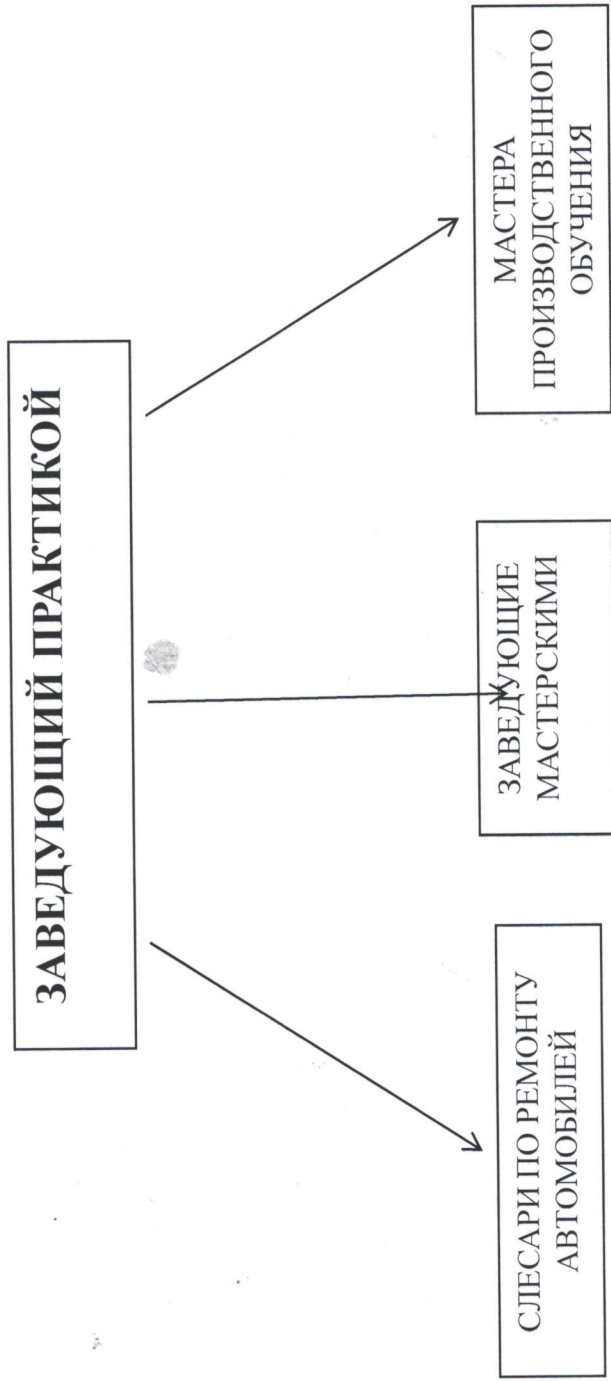 ЗАВЕДУЮЩИЙ ПРАКТИКОЙ
СЛЕСАРИ ПО РЕМОНТУ
АВТОМОБИЛЕЙ
ЗАВЕДУЮЩИЕ
МАСТЕРСКИМИ
МАСТЕРА
ПРОИЗВОДСТВЕННОГО
ОБУЧЕНИЯ